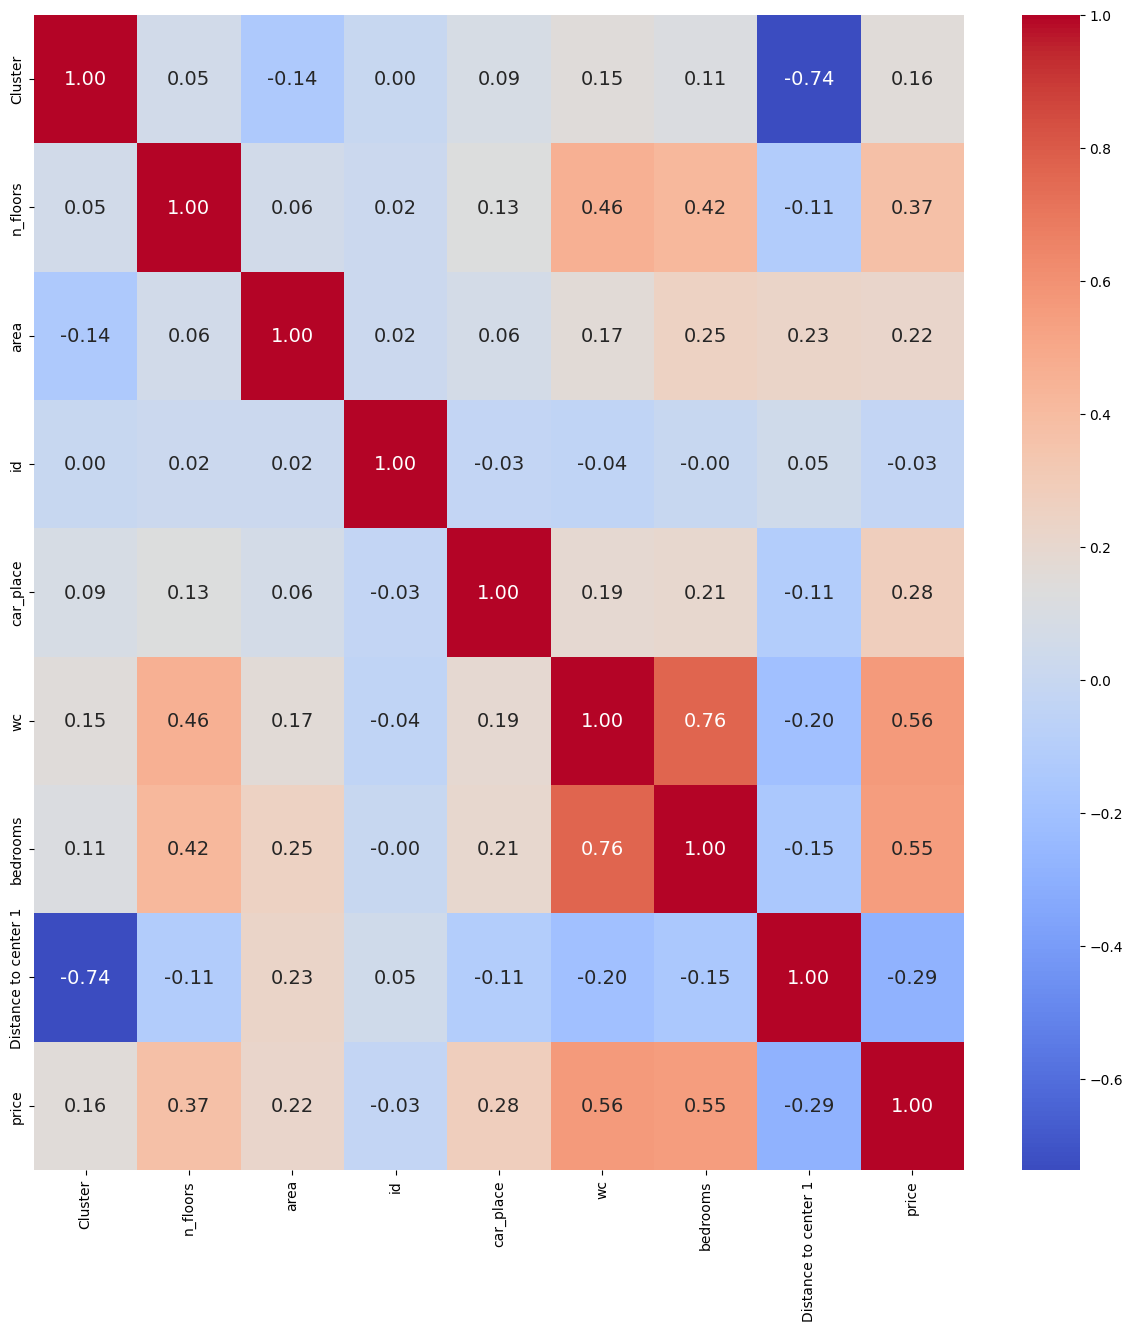 Cluster 1.00 0.05 -0.14 0.00 0.09 0.15 0.11 -0.74 0.16
n_floors 0.05 1.00 0.06 0.02 0.13 0.46 0.42 -0.11 0.37
area -0.14 0.06 1.00 0.02 0.06 0.17 0.25 0.23 0.22
id 0.00 0.02 0.02 1.00 -0.03 -0.04 -0.00 0.05 -0.03
car_place 0.09 0.13 0.06 -0.03 1.00 0.19 0.21 -0.11 0.28
wc 0.15 0.46 0.17 -0.04 0.19 1.00 0.76 -0.20 0.56
bedrooms 0.11 0.42 0.25 -0.00 0.21 0.76 1.00 -0.15 0.55
Distance to center 1 -0.74 -0.11 0.23 0.05 -0.11 -0.20 -0.15 1.00 -0.29
price 0.16 0.37 0.22 -0.03 0.28 0.56 0.55 -0.29 1.00
Cluster n_floors area id car_place wc bedrooms Distance to center 1 price
1.0
0.8
0.6
0.4
0.2
0.0
−0.2
−0.4
−0.6